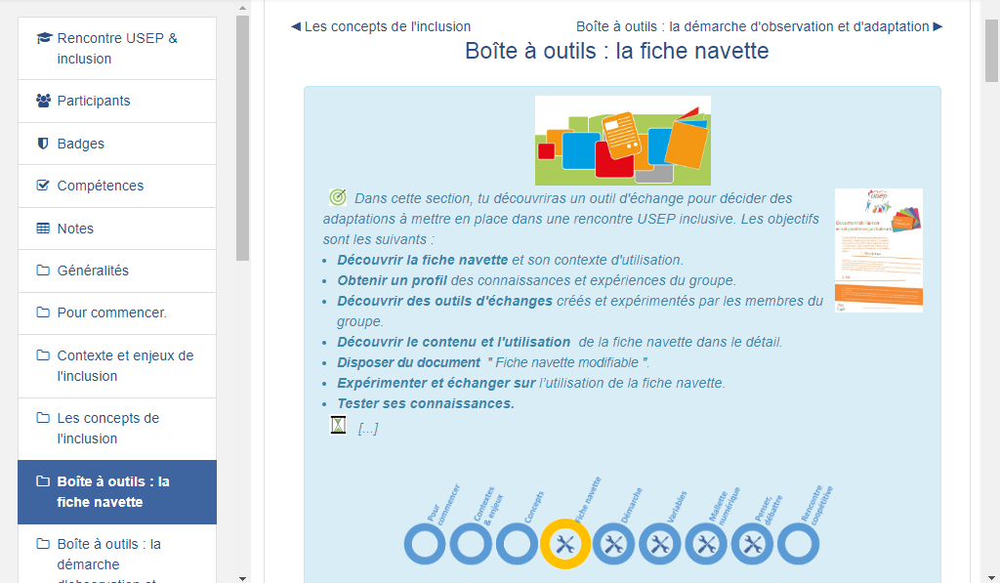 Rencontre USEP &
inclusion
Participants
Badges
Compétences
Notes
Généralités
Pour commencer.
Contexte et enjeux de
l'inclusion
Les concepts de
l'inclusion
Boîte à outils : la
fiche navette
Boîte à outils : la
démarche
d'observation et
◀ Les concepts de l'inclusion
Boîte à outils : la démarche d'observation et d'adaptation ▶
Boîte à outils : la fiche navette
Dans cette section, tu découvriras un outil d'échange pour décider des
adaptations à mettre en place dans une rencontre USEP inclusive. Les objectifs
sont les suivants :
• Découvrir la fiche navette et son contexte d'utilisation.
• Obtenir un profil des connaissances et expériences du groupe.
• Découvrir des outils d'échanges créés et expérimentés par les membres du
groupe.
• Découvrir le contenu et l'utilisation de la fiche navette dans le détail.
• Disposer du document " Fiche navette modifiable ".
• Expérimenter et échanger sur l’utilisation de la fiche navette.
• Tester ses connaissances.
[...]
usep
Pour
commencer
Contextes
& enjeux
Concepts
Fiche navette
Démarche
Variables
Mallette
numérique
Penser,
débattre
Rencontre
coopétitive